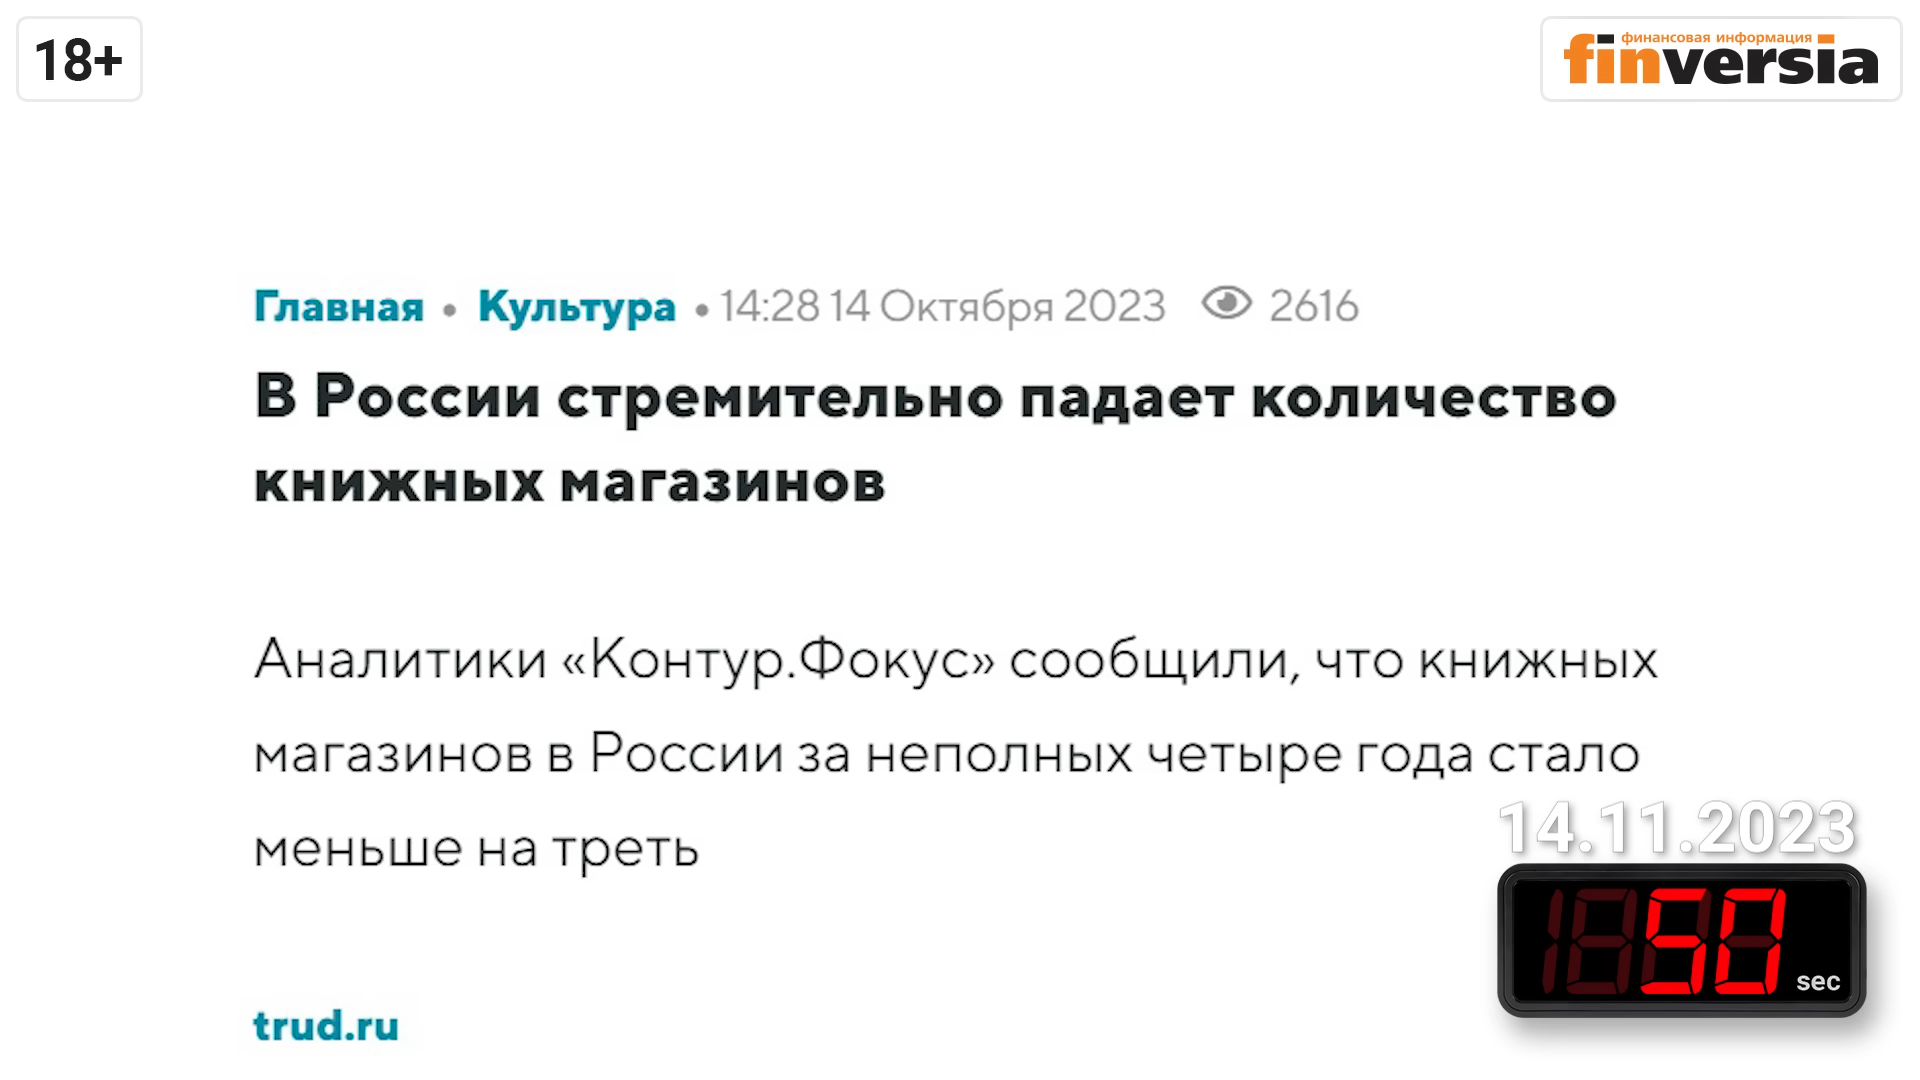 18+
финансовая информация
finversia
Главная • Культура • 14:28 14 Октября 2023 2616
В России стремительно падает количество
книжных магазинов
Аналитики «Контур.Фокус» сообщили, что книжных
магазинов в России за неполных четыре года стало
меньше на треть
14.11.2023
50 sec
trud.ru